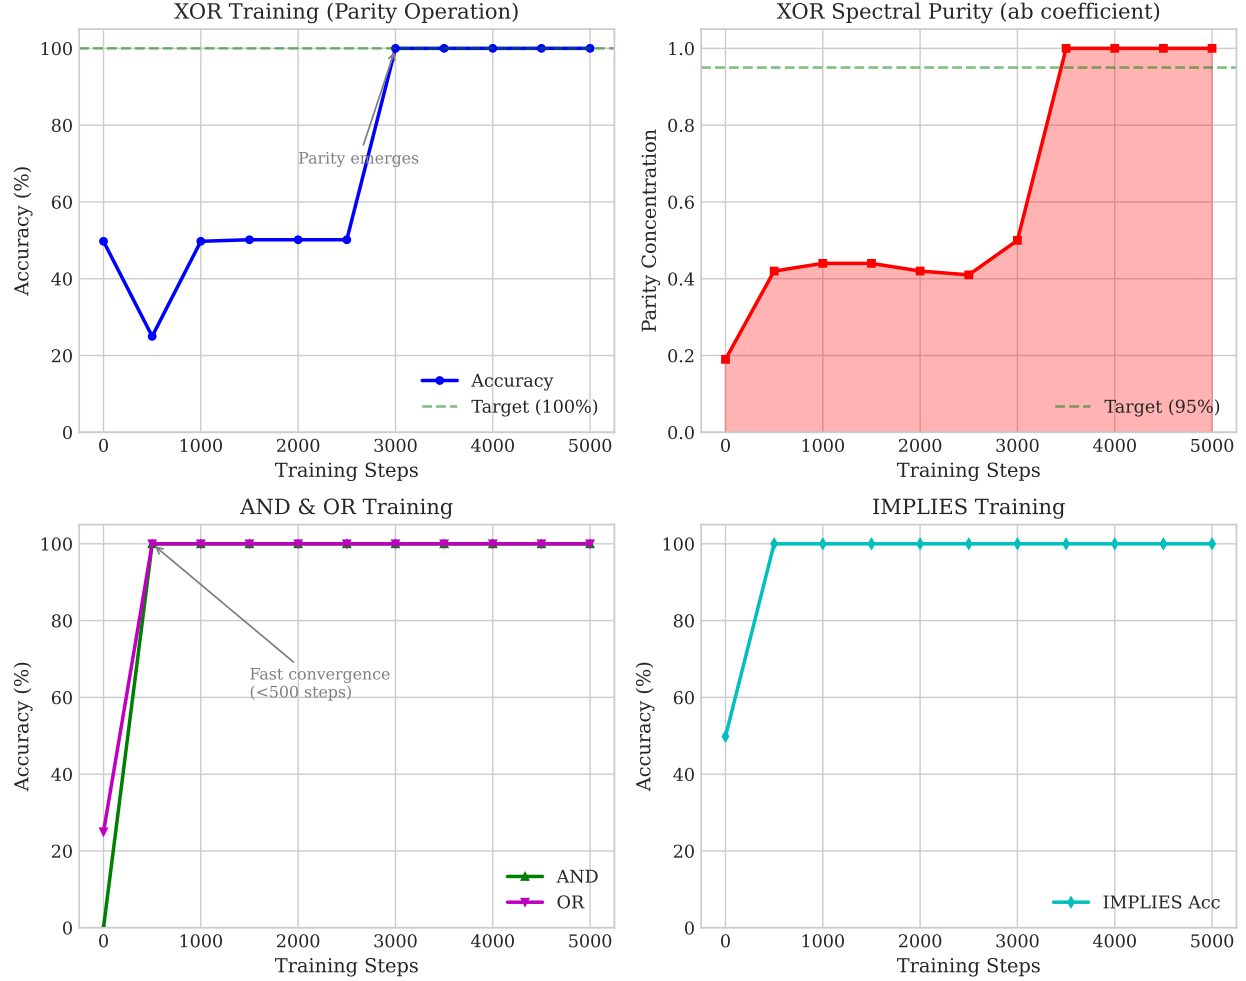 XOR Training (Parity Operation)
100
80
60
40
20
0
Accuracy (%)
Parity emerges
Accuracy
Target (100%)
0 1000 2000 3000 4000 5000
Training Steps
XOR Spectral Purity (ab coefficient)
1.0
0.8
0.6
0.4
0.2
0.0
Parity Concentration
Target (95%)
0 1000 2000 3000 4000 5000
Training Steps
AND & OR Training
100
80
60
40
20
0
Accuracy (%)
Fast convergence
(<500 steps)
AND
OR
0 1000 2000 3000 4000 5000
Training Steps
IMPLIES Training
100
80
60
40
20
0
Accuracy (%)
IMPLIES Acc
0 1000 2000 3000 4000 5000
Training Steps